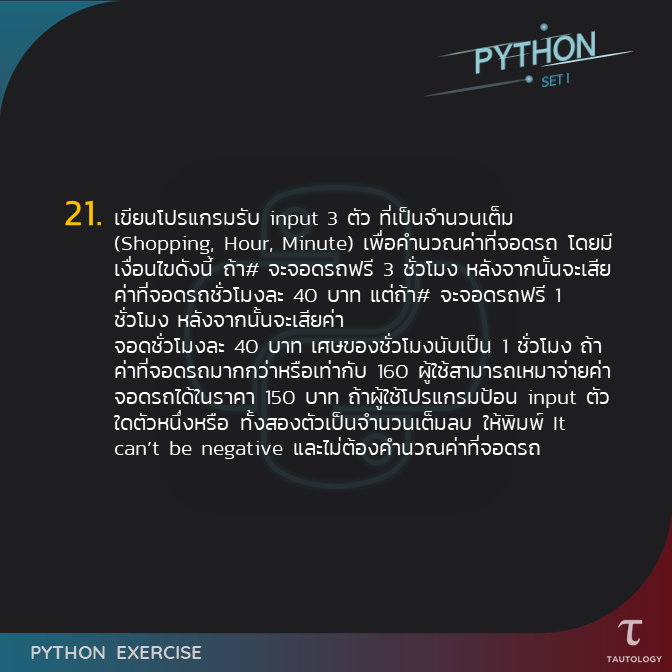 PYTHON
SET I
21. เขียนโปรแกรมรับ input 3 ตัว ที่เป็นจำนวนเต็ม
(Shopping, Hour, Minute) เพื่อคำนวณค่าที่จอดรถ โดยมี
เงื่อนไขดังนี้ ถ้า# จะจอดรถฟรี 3 ชั่วโมง หลังจากนั้นจะเสีย
ค่าที่จอดรถชั่วโมงละ 40 บาท แต่ถ้า# จะจอดรถฟรี 1
ชั่วโมง หลังจากนั้นจะเสียค่า
จอดชั่วโมงละ 40 บาท เศษของชั่วโมงนับเป็น 1 ชั่วโมง ถ้า
ค่าที่จอดรถมากกว่าหรือเท่ากับ 160 ผู้ใช้สามารถเหมาจ่ายค่า
จอดรถได้ในราคา 150 บาท ถ้าผู้ใช้โปรแกรมป้อน input ตัว
ใดตัวหนึ่งหรือ ทั้งสองตัวเป็นจำนวนเต็มลบ ให้พิมพ์ It
can't be negative และไม่ต้องคำนวณค่าที่จอดรถ
PYTHON EXERCISE
τ
TAUTOLOGY